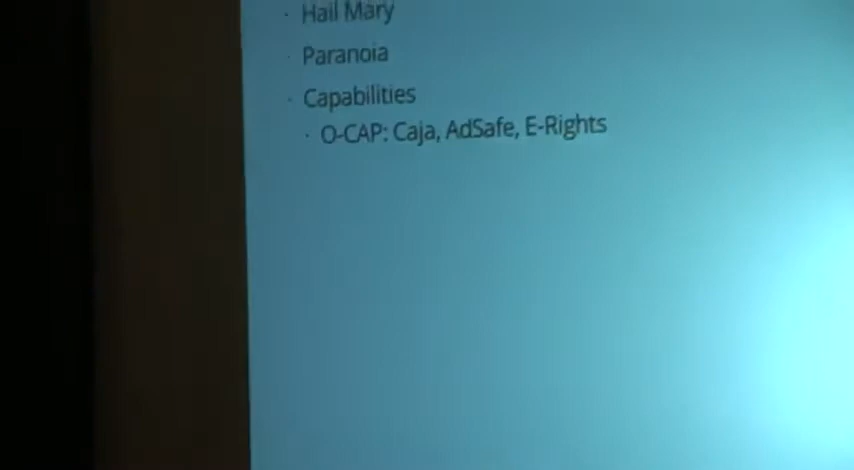 · Hail Mary
· Paranoia
· Capabilities
· O-CAP: Caja, AdSafe, E-Rights